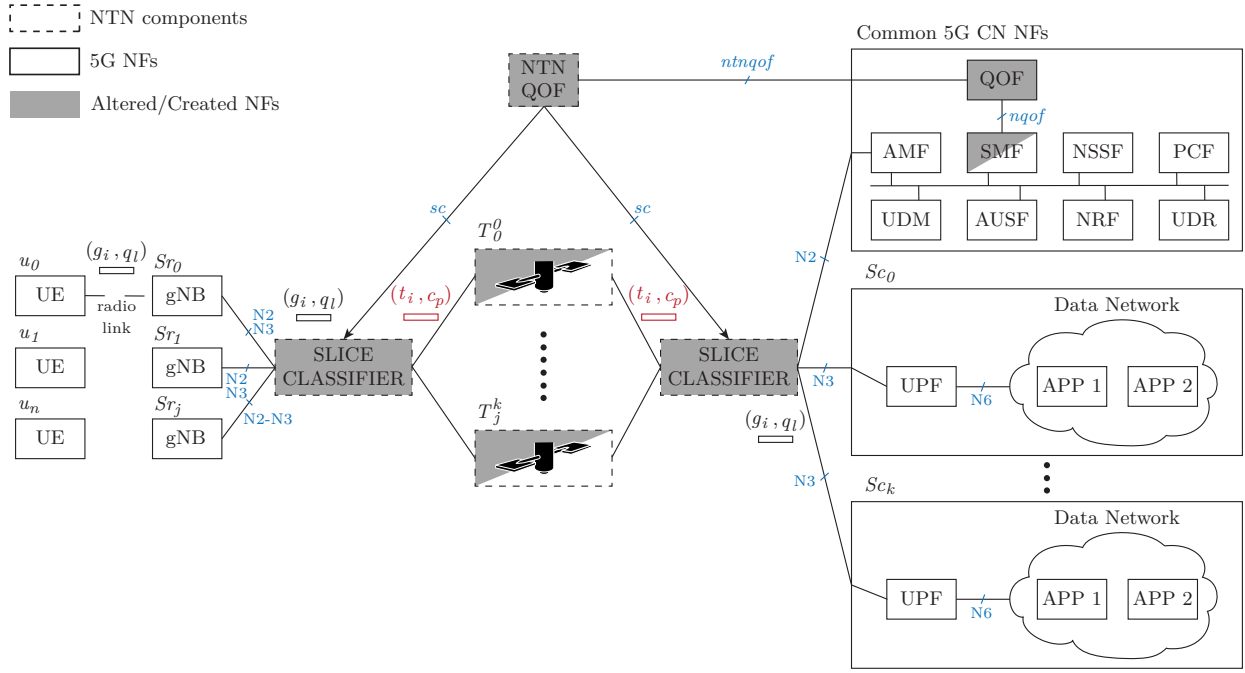 NTN components
5G NFs
Altered/Created NFs
NTN
QOF
ntnqof
Common 5G CN NFs
QOF
nqof
AMF
SMF
NSSF
PCF
UDM
AUSF
NRF
UDR
sc
sc
u_0
(g_i, q_l)
Sr_0
UE
radio
link
gNB
N2
N3
u_1
Sr_1
UE
gNB
N2
N3
u_n
Sr_j
UE
gNB
N2-N3
(g_i, q_l)
SLICE
CLASSIFIER
(t_i, c_p)
T_0^0
T_j^k
(t_i, c_p)
SLICE
CLASSIFIER
(g_i, q_l)
N2
N3
N3
Sc_0
Data Network
UPF
N6
APP 1
APP 2
Sc_k
Data Network
UPF
N6
APP 1
APP 2